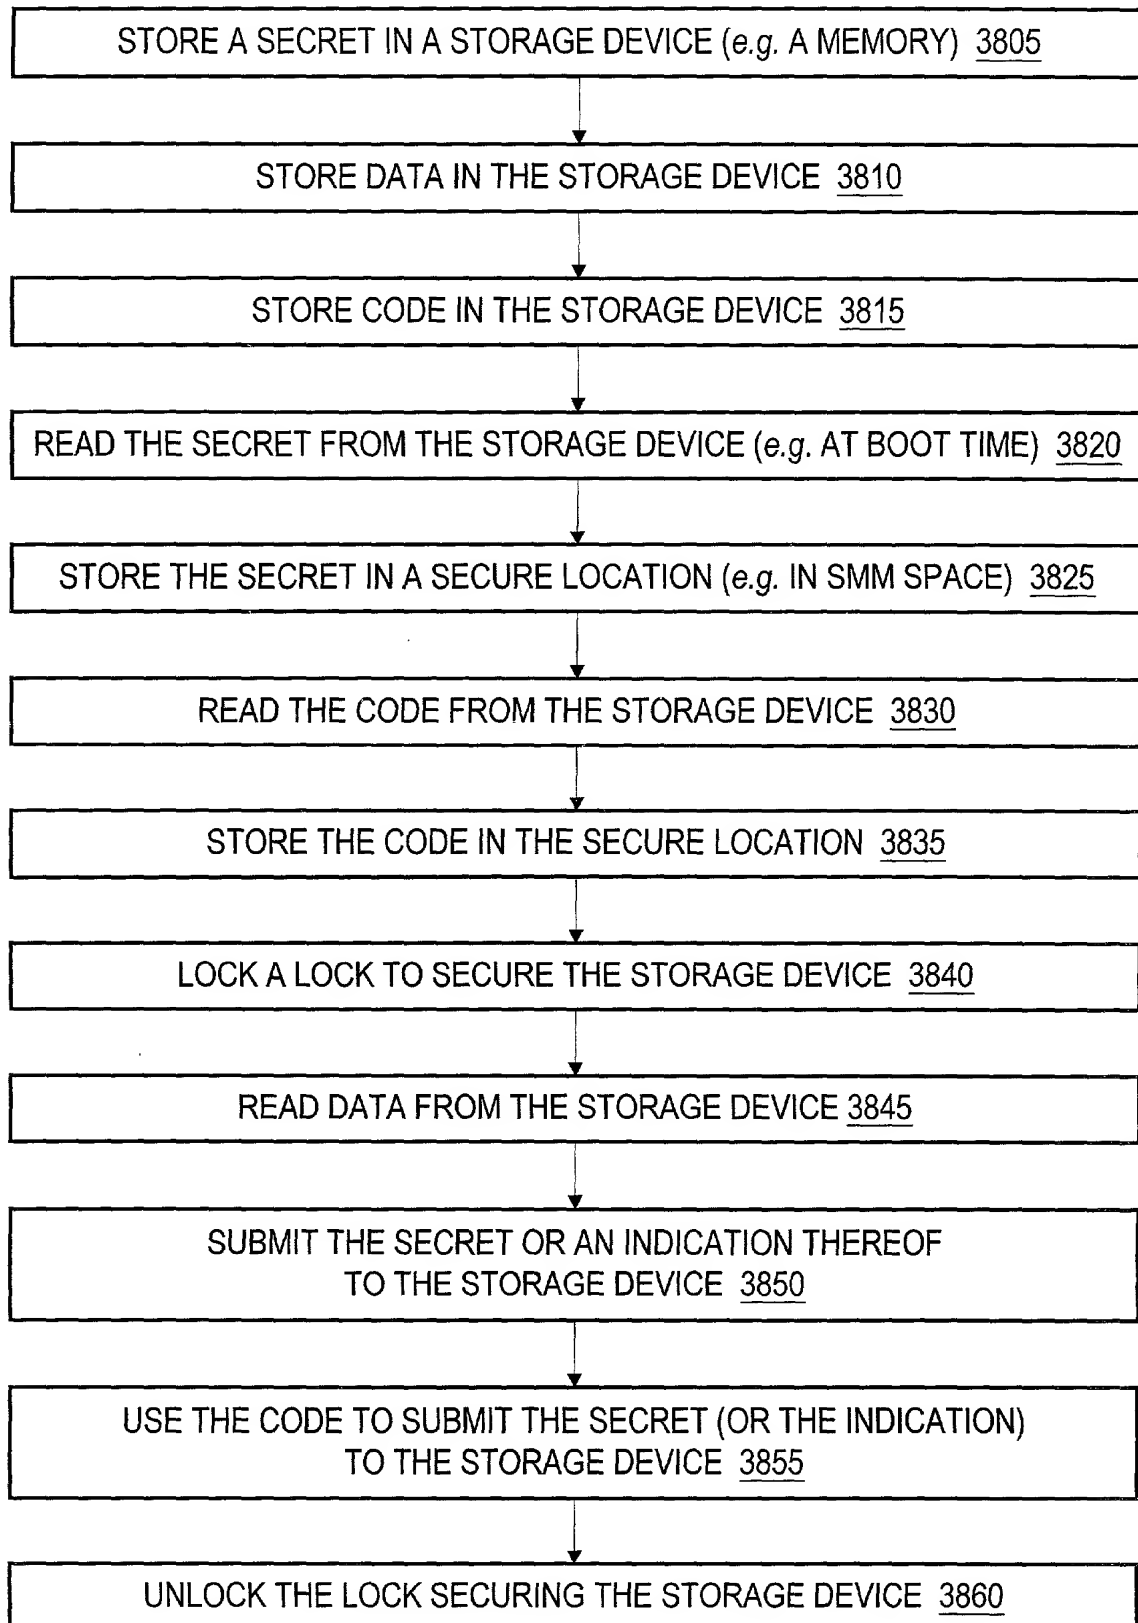 STORE A SECRET IN A STORAGE DEVICE (e.g. A MEMORY) 3805
STORE DATA IN THE STORAGE DEVICE 3810
STORE CODE IN THE STORAGE DEVICE 3815
READ THE SECRET FROM THE STORAGE DEVICE (e.g. AT BOOT TIME) 3820
STORE THE SECRET IN A SECURE LOCATION (e.g. IN SMM SPACE) 3825
READ THE CODE FROM THE STORAGE DEVICE 3830
STORE THE CODE IN THE SECURE LOCATION 3835
LOCK A LOCK TO SECURE THE STORAGE DEVICE 3840
READ DATA FROM THE STORAGE DEVICE 3845
SUBMIT THE SECRET OR AN INDICATION THEREOF
TO THE STORAGE DEVICE 3850
USE THE CODE TO SUBMIT THE SECRET (OR THE INDICATION)
TO THE STORAGE DEVICE 3855
UNLOCK THE LOCK SECURING THE STORAGE DEVICE 3860